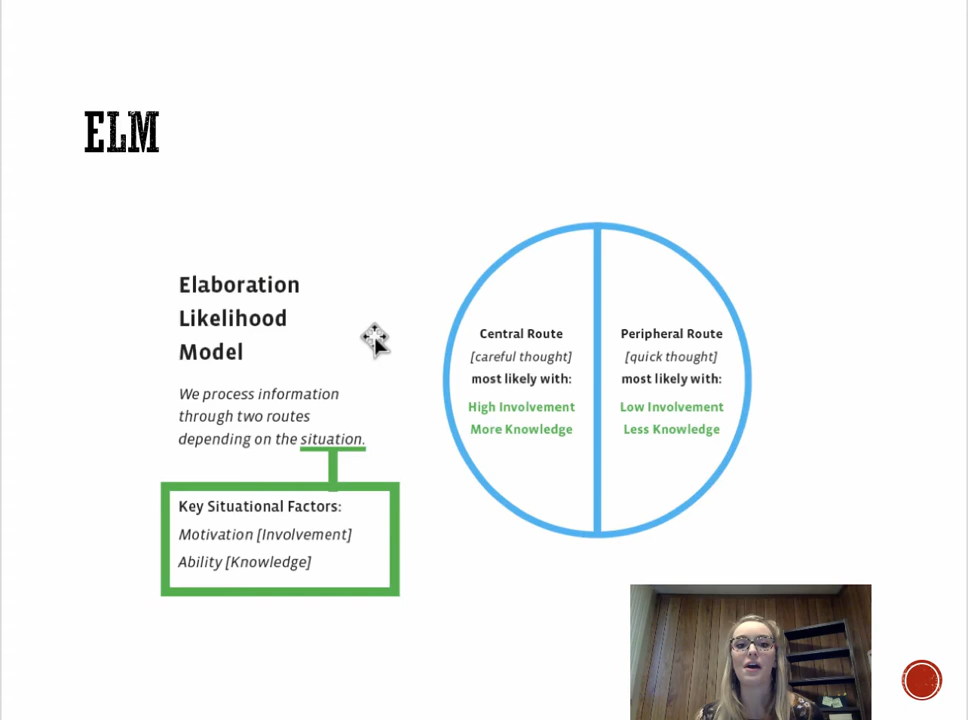 ELM
Elaboration
Likelihood
Model
We process information
through two routes
depending on the situation.
Key Situational Factors:
Motivation [Involvement]
Ability [Knowledge]
Central Route
[careful thought]
most likely with:
High Involvement
More Knowledge
Peripheral Route
[quick thought]
most likely with:
Low Involvement
Less Knowledge